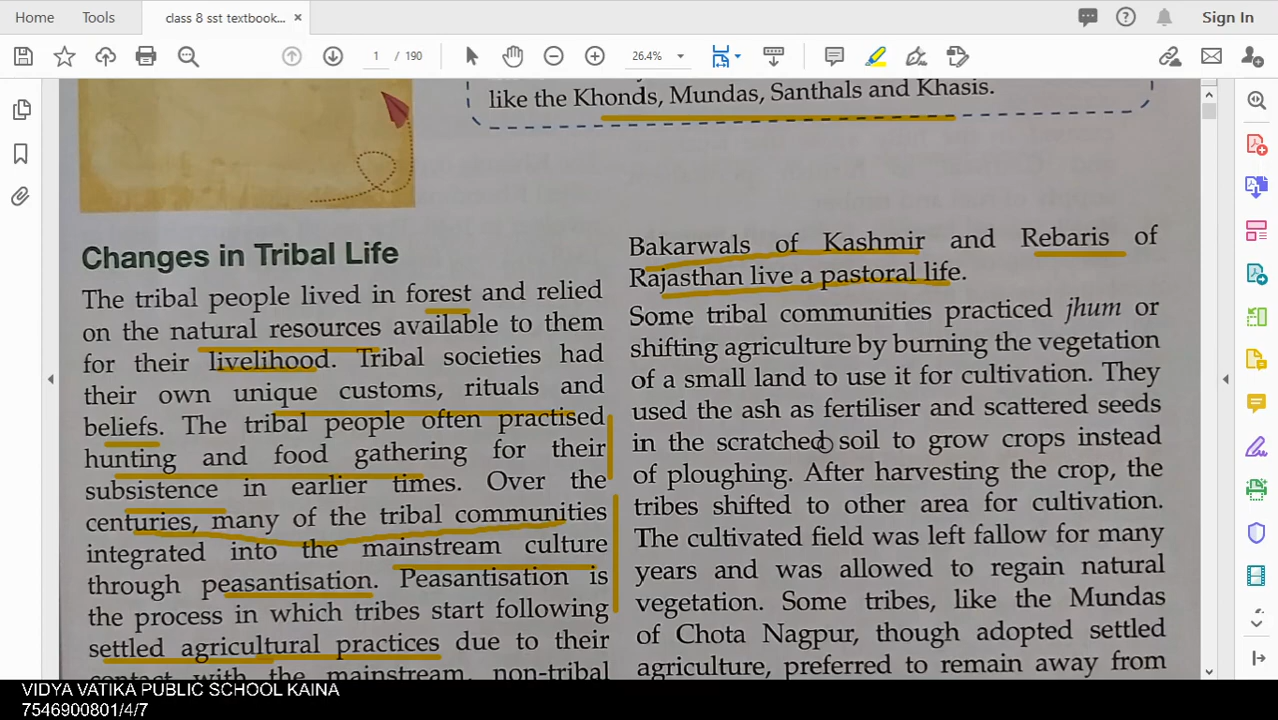 Home
Tools
class 8 sst textbook...
Sign In
1 / 190
26.4%
like the Khonds, Mundas, Santhals and Khasis.
Changes in Tribal Life
The tribal people lived in forest and relied
on the natural resources available to them
for their livelihood. Tribal societies had
their own unique customs, rituals and
beliefs. The tribal people often practised
hunting and food gathering for their
subsistence in earlier times. Over the
centuries, many of the tribal communities
integrated into the mainstream culture
through peasantisation. Peasantisation is
the process in which tribes start following
settled agricultural practices due to their
contact with the mainstream, non-tribal
Bakarwals of Kashmir and Rebaris of
Rajasthan live a pastoral life.
Some tribal communities practiced jhum or
shifting agriculture by burning the vegetation
of a small land to use it for cultivation. They
used the ash as fertiliser and scattered seeds
in the scratched soil to grow crops instead
of ploughing. After harvesting the crop, the
tribes shifted to other area for cultivation.
The cultivated field was left fallow for many
years and was allowed to regain natural
vegetation. Some tribes, like the Mundas
of Chota Nagpur, though adopted settled
agriculture, preferred to remain away from
VIDYA VATIKA PUBLIC SCHOOL KAINA
7546900801/4/7